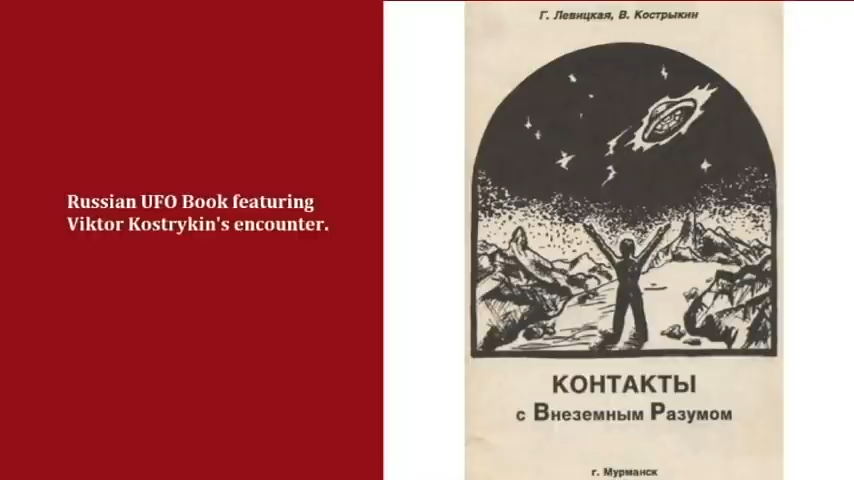 Russian UFO Book featuring
Viktor Kostrykin's encounter.
Г. Левицкая, В. Кострыкин
КОНТАКТЫ
с Внеземным Разумом
г. Мурманск